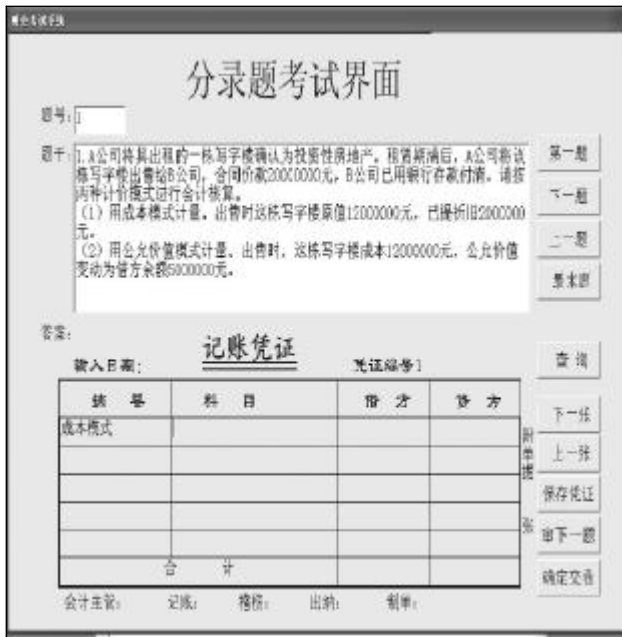 分录题考试界面
题号: 1
题干: 1.A公司将其出租的一栋写字楼确认为投资性房地产。租赁期满后，A公司将该
栋写字楼出售给B公司，合同价款20000000元，B公司已用银行存款付清。请按
两种计价模式进行会计核算。
（1）用成本模式计量。出售时这栋写字楼原值12000000元，已提折旧2000000
元。
（2）用公允价值模式计量。出售时，这栋写字楼成本12000000元，公允价值
变动为借方余额5000000元。
第一题
下一题
上一题
最末题
答案:
记账凭证
输入日期:
凭证编号1
查 询
摘 要 科 目 借 方 贷 方
成本模式
附单据 张
合 计
下一张
上一张
保存凭证
审下一题
确定交卷
会计主管: 记账: 稽核: 出纳: 制单: